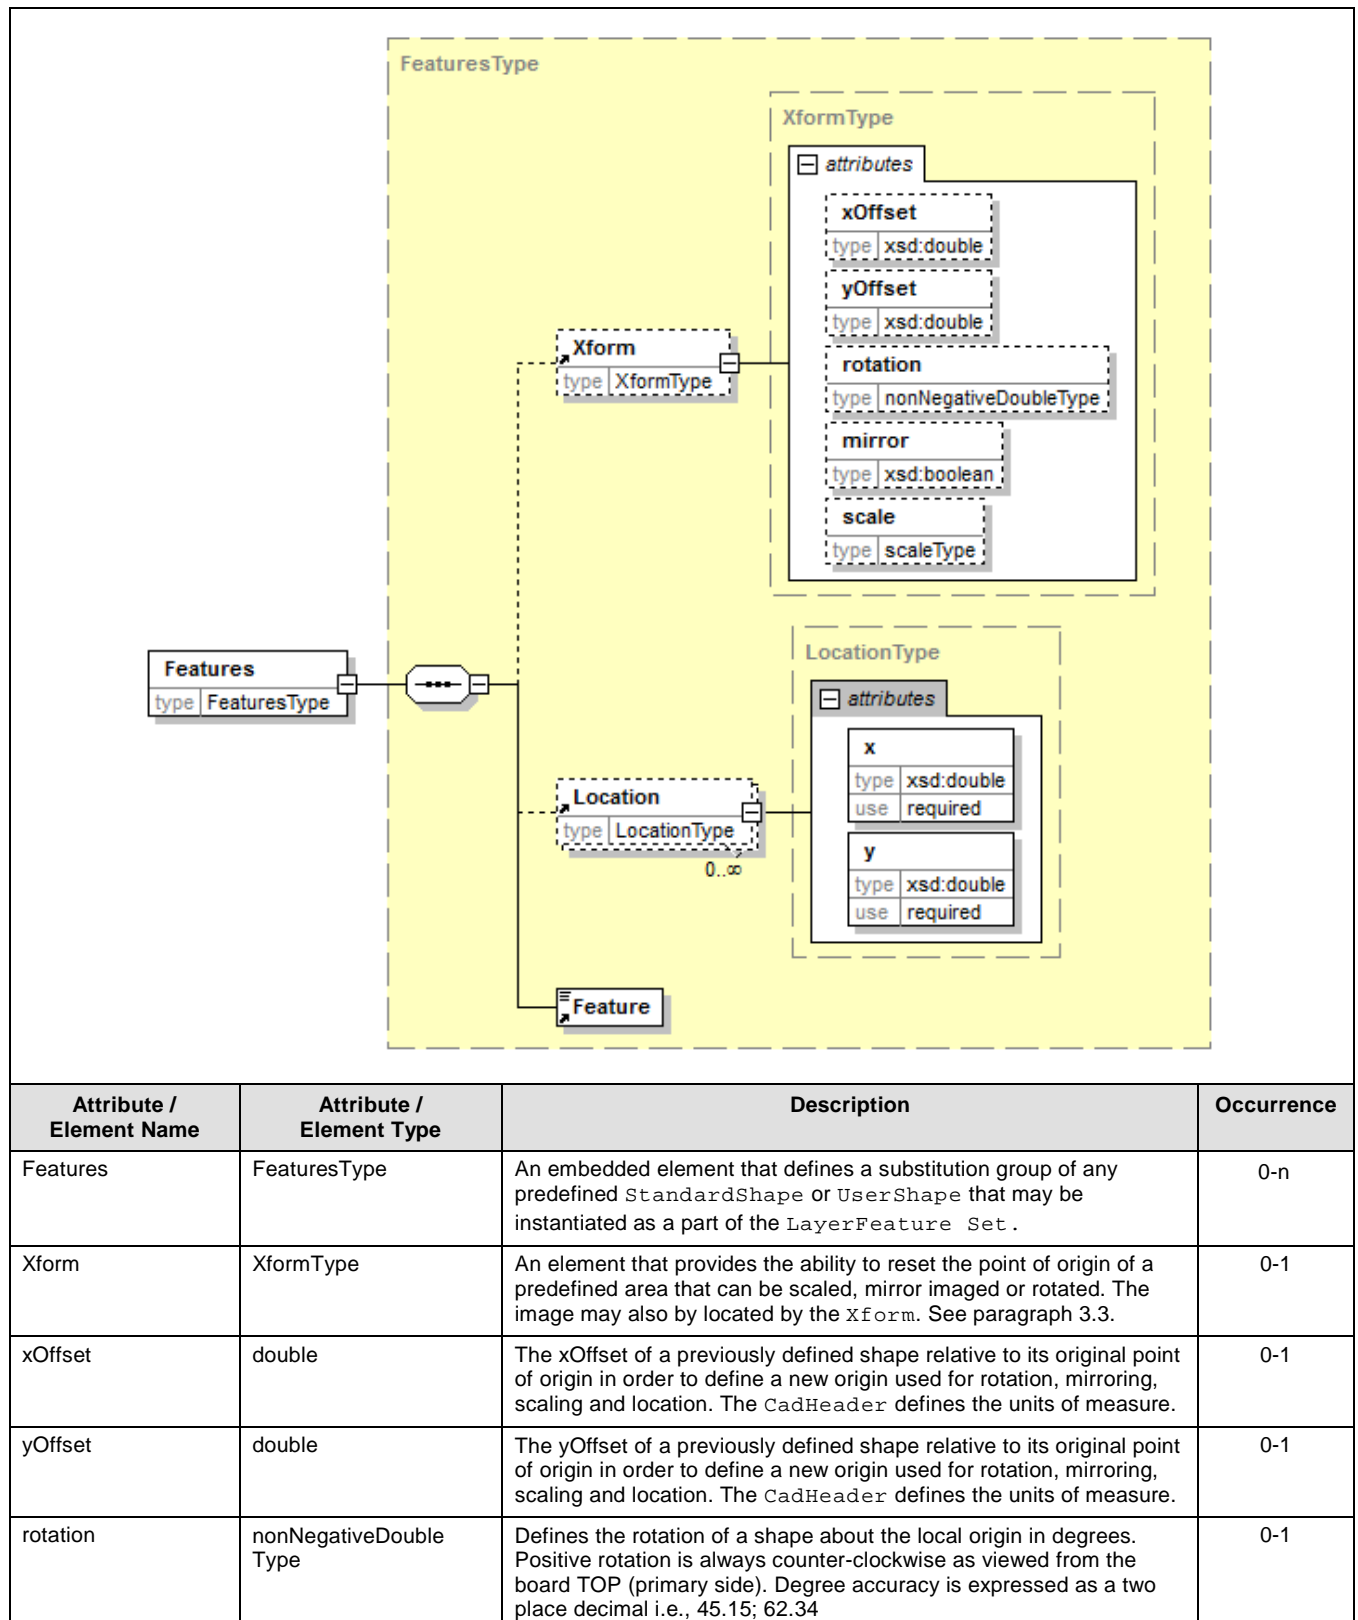 FeaturesType
XformType
attributes
xOffset
type xsd:double
yOffset
type xsd:double
rotation
type nonNegativeDoubleType
mirror
type xsd:boolean
scale
type scaleType
Xform
type XformType
Features
type FeaturesType
LocationType
attributes
x
type xsd:double
use required
y
type xsd:double
use required
Location
type LocationType
0..∞
Feature
Attribute / Element Name
Attribute / Element Type
Description
Occurrence
Features
FeaturesType
An embedded element that defines a substitution group of any
predefined StandardShape or UserShape that may be
instantiated as a part of the LayerFeature Set.
0-n
Xform
XformType
An element that provides the ability to reset the point of origin of a
predefined area that can be scaled, mirror imaged or rotated. The
image may also by located by the Xform. See paragraph 3.3.
0-1
xOffset
double
The xOffset of a previously defined shape relative to its original point
of origin in order to define a new origin used for rotation, mirroring,
scaling and location. The CadHeader defines the units of measure.
0-1
yOffset
double
The yOffset of a previously defined shape relative to its original point
of origin in order to define a new origin used for rotation, mirroring,
scaling and location. The CadHeader defines the units of measure.
0-1
rotation
nonNegativeDouble
Type
Defines the rotation of a shape about the local origin in degrees.
Positive rotation is always counter-clockwise as viewed from the
board TOP (primary side). Degree accuracy is expressed as a two
place decimal i.e., 45.15; 62.34
0-1